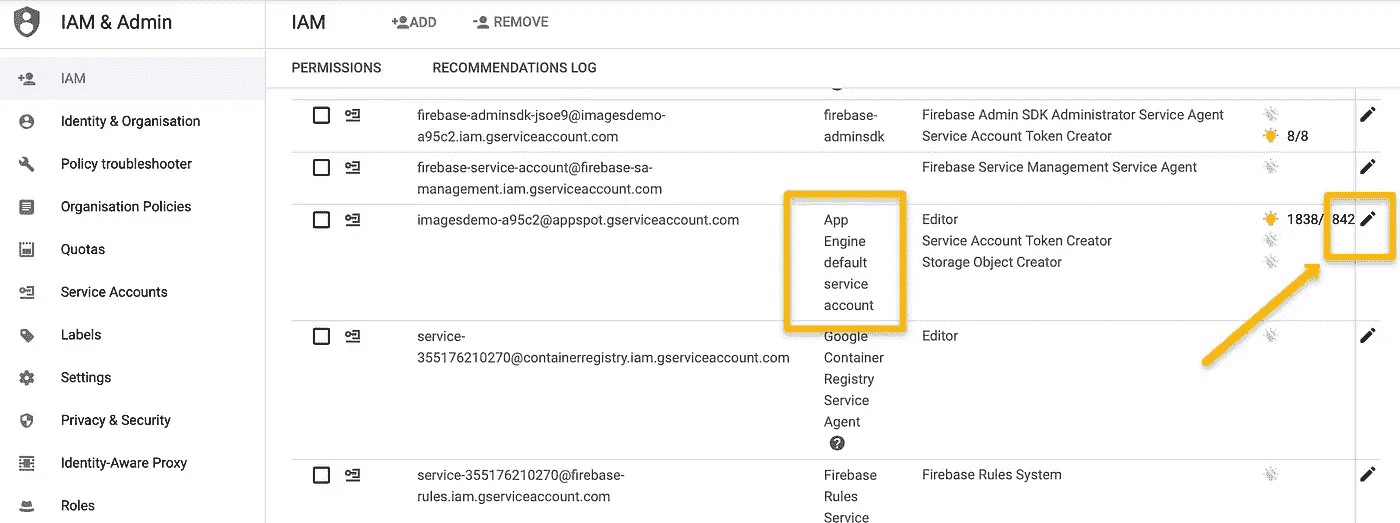 IAM & Admin
IAM
ADD
REMOVE
IAM
Identity & Organisation
Policy troubleshooter
Organisation Policies
Quotas
Service Accounts
Labels
Settings
Privacy & Security
Identity-Aware Proxy
Roles
PERMISSIONS
RECOMMENDATIONS LOG
firebase-adminsdk-jsoe9@imagesdemo-
a95c2.iam.gserviceaccount.com
firebase-
adminsdk
Firebase Admin SDK Administrator Service Agent
Service Account Token Creator
8/8
firebase-service-account@firebase-sa-
management.iam.gserviceaccount.com
Firebase Service Management Service Agent
imagesdemo-a95c2@appspot.gserviceaccount.com
App
Engine
default
service
account
Editor
Service Account Token Creator
Storage Object Creator
1838/ 842
service-
355176210270@containerregistry.iam.gserviceaccount.com
Google
Container
Registry
Service
Agent
?
Editor
service-355176210270@firebase-
rules.iam.gserviceaccount.com
Firebase
Rules
Service
Firebase Rules System